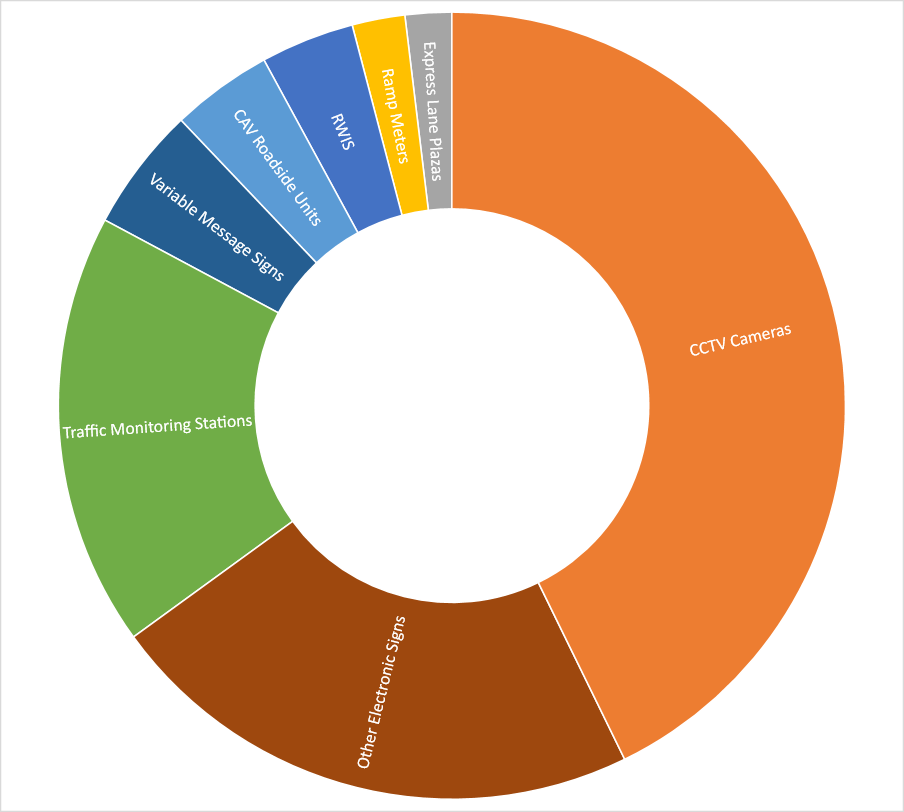 Express Lane Plazas
Ramp Meters
RWIS
CAV Roadside Units
Variable Message Signs
CCTV Cameras
Traffic Monitoring Stations
Other Electronic Signs